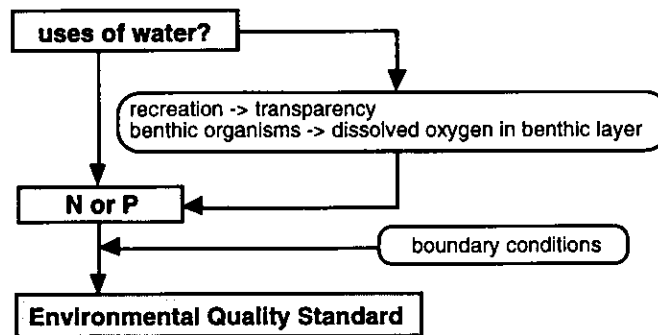 uses of water?
recreation -> transparency
benthic organisms -> dissolved oxygen in benthic layer
N or P
boundary conditions
Environmental Quality Standard